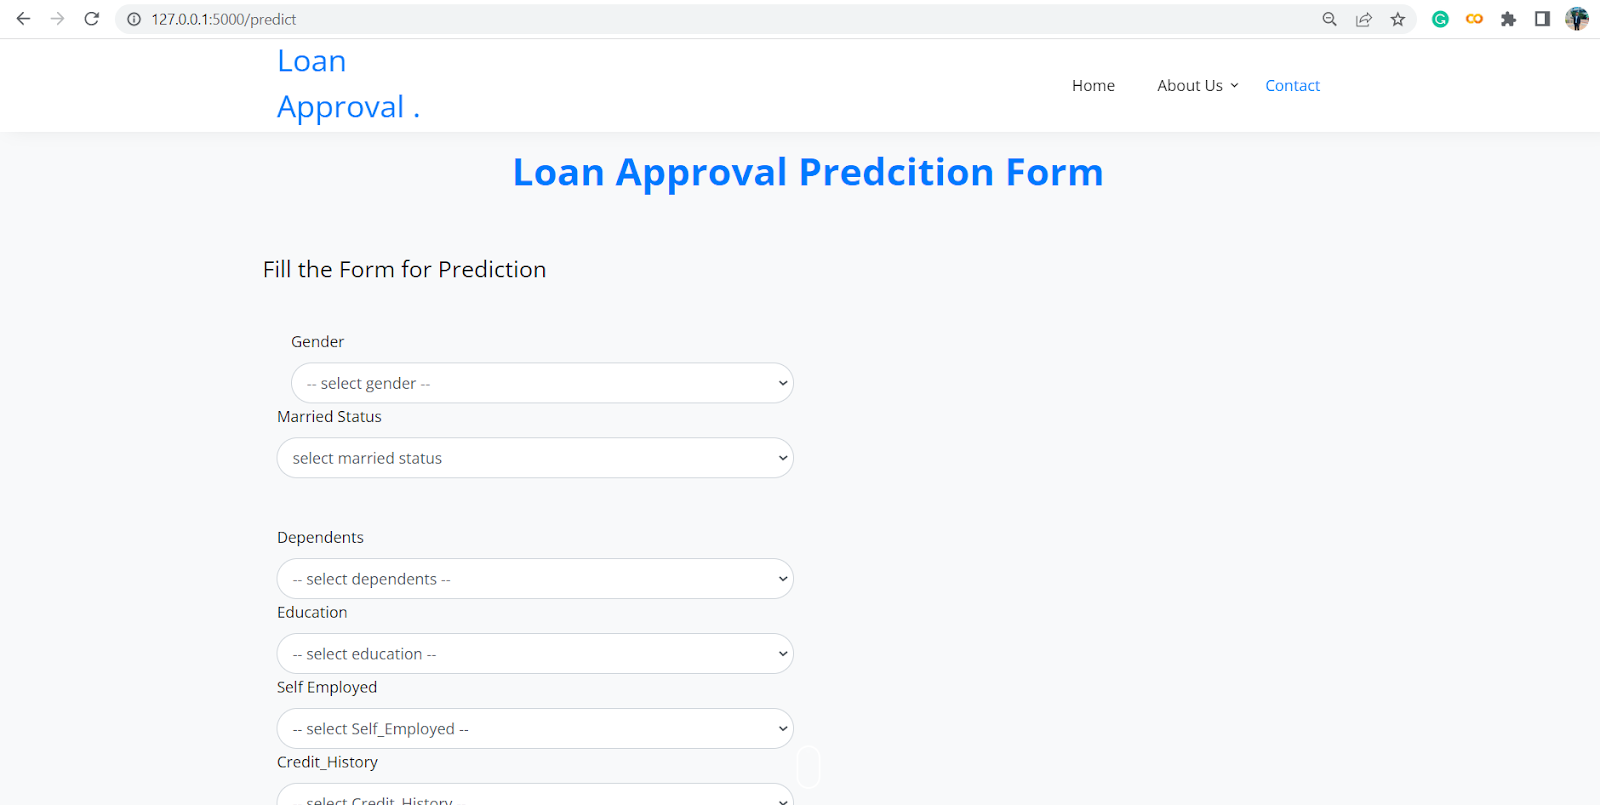 127.0.0.1:5000/predict
Loan
Approval .
Home
About Us
Contact
Loan Approval Predcition Form
Fill the Form for Prediction
Gender
-- select gender --
Married Status
select married status
Dependents
-- select dependents --
Education
-- select education --
Self Employed
-- select Self_Employed --
Credit_History
-- select Credit_History --